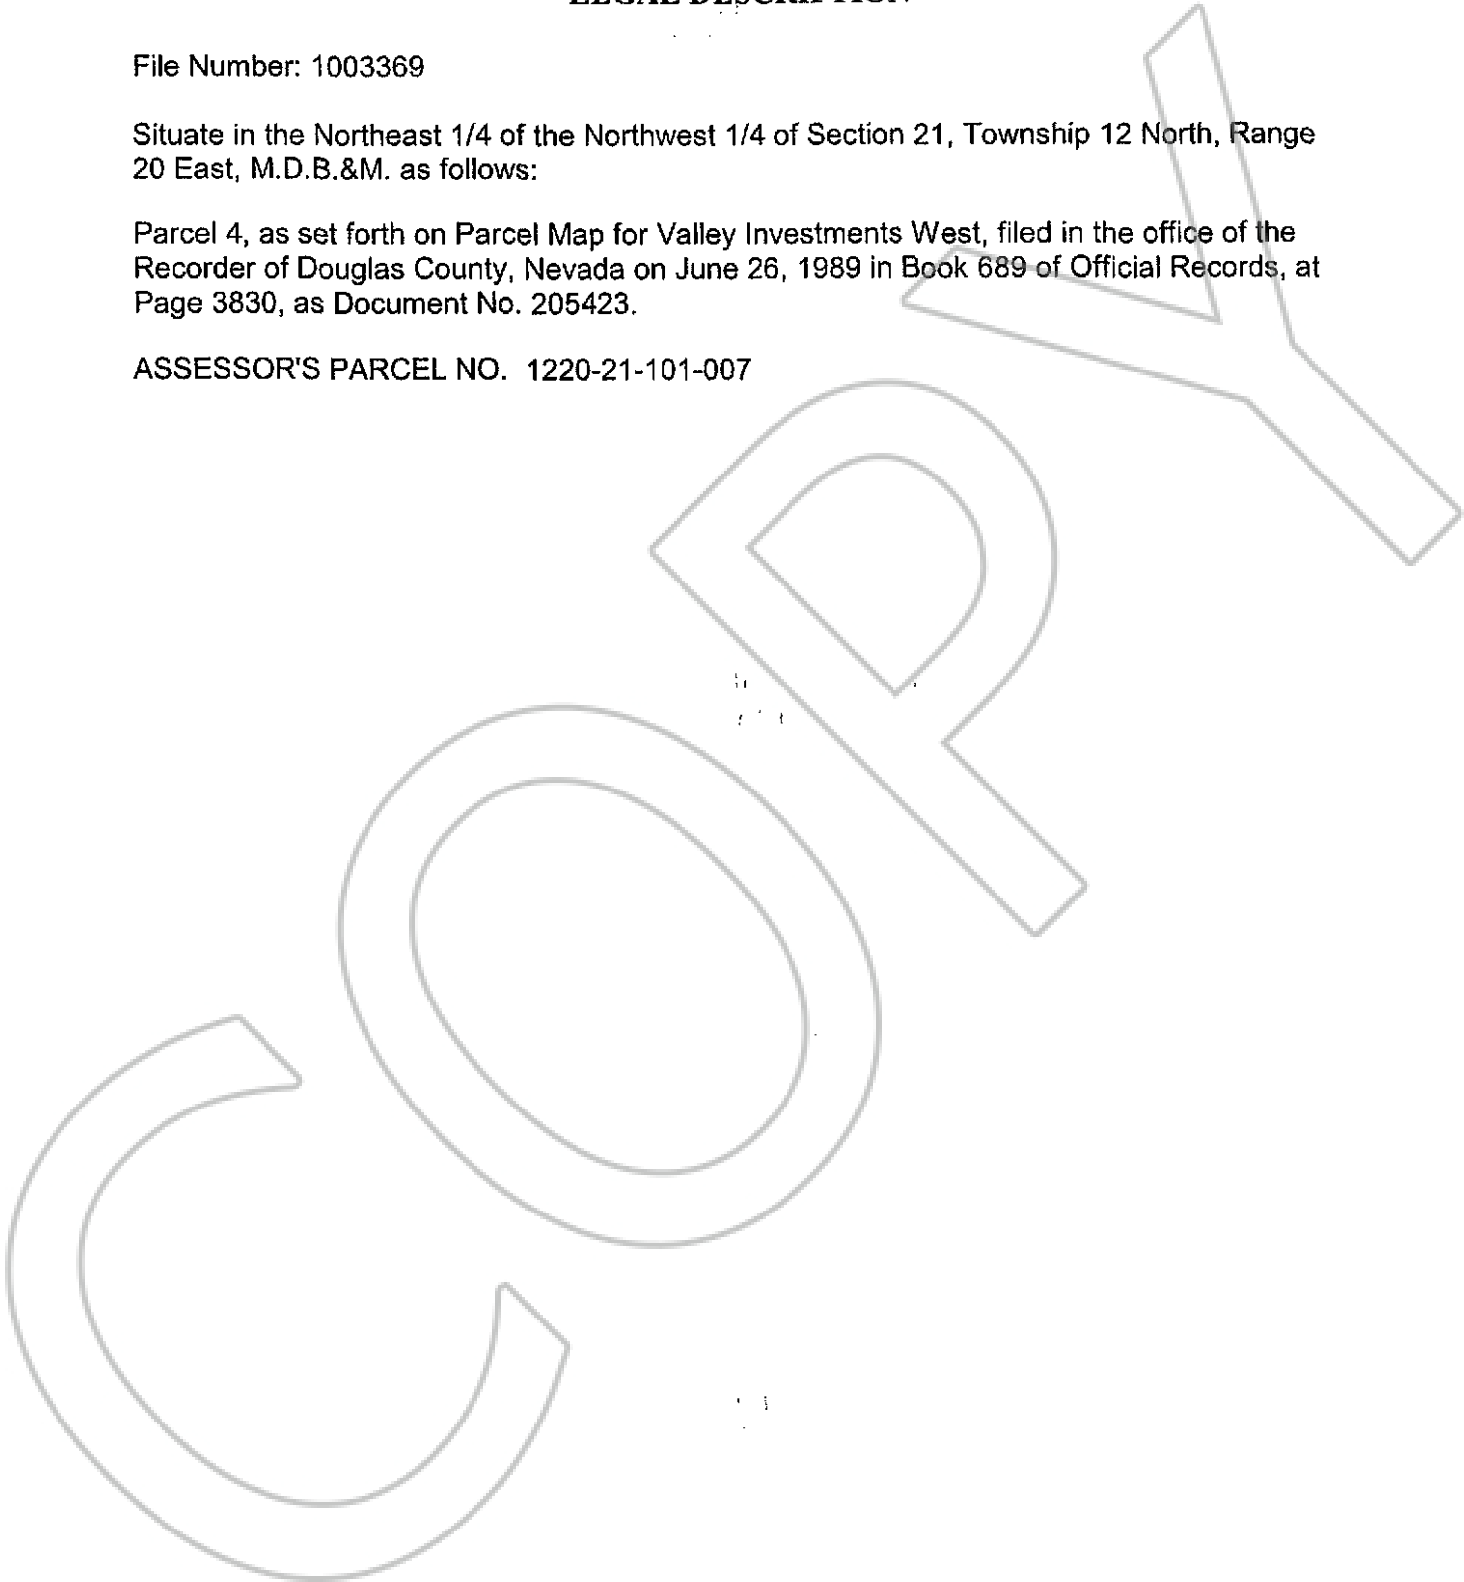 LEGAL DESCRIPTION
File Number: 1003369
Situate in the Northeast 1/4 of the Northwest 1/4 of Section 21, Township 12 North, Range
20 East, M.D.B.&M. as follows:
Parcel 4, as set forth on Parcel Map for Valley Investments West, filed in the office of the
Recorder of Douglas County, Nevada on June 26, 1989 in Book 689 of Official Records, at
Page 3830, as Document No. 205423.
ASSESSOR'S PARCEL NO. 1220-21-101-007
COPY